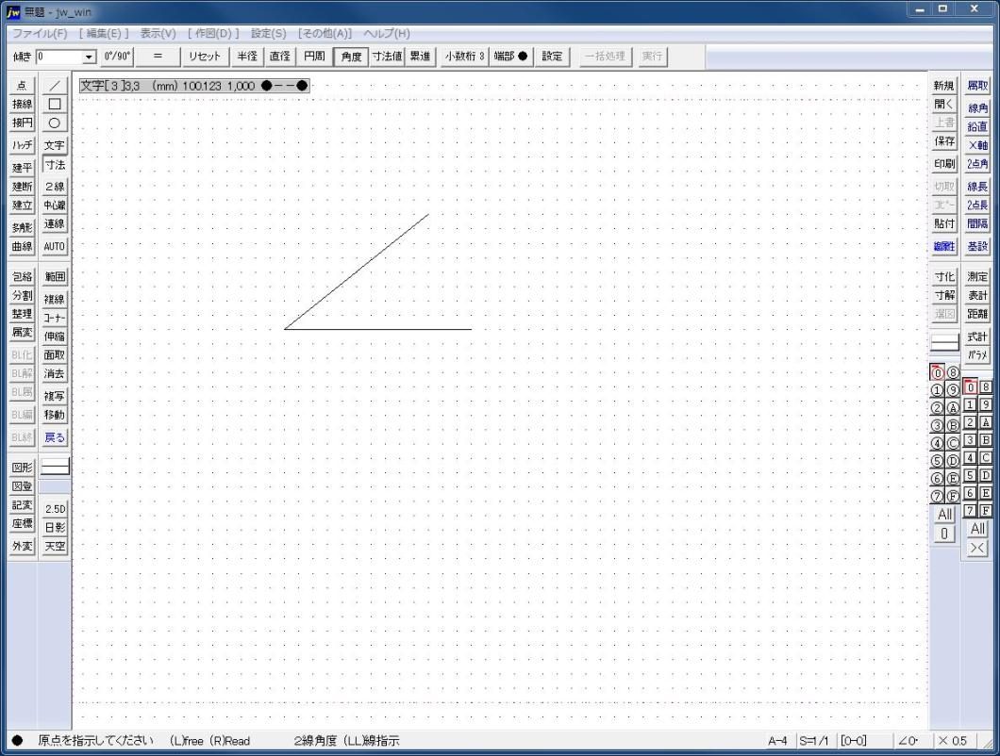 無題 - jw_win
ファイル(F) [編集(E)] 表示(V) [作図(D)] 設定(S) [その他(A)] ヘルプ(H)
傾き 0 0°/90° = リセット 半径 直径 円周 角度 寸法値 累進 小数桁 3 端部 ● 設定 一括処理 実行
文字[ 3 ]3,3 (mm) 100.123 1,000 ●－－●
点 ／
接線 □
接円 ○
ハッチ 文字
建平 寸法
建断 2線
建立 中心線
多角形 連線
曲線 AUTO
包絡 範囲
分割 複線
整理 コーナー
属変 伸縮
BL化 面取
BL解 消去
BL属 複写
BL編 移動
BL終 戻る
図形
図登
記変 2.5D
座標 日影
外変 天空
新規 属取
開く 線角
上書 鉛直
保存 X軸
印刷 2点角
切取 線長
コピー 2点長
貼付 間隔
線属性 基設
寸化 測定
寸解 表計
選図 距離
式計
パラメ
0 8 0 8
1 9 1 9
2 A 2 A
3 B 3 B
4 C 4 C
5 D 5 D
6 E 6 E
7 F 7 F
All All
0 ><
● 原点を指示してください (L)free (R)Read 2線角度 (LL)線指示 A-4 S=1/1 [0-0] ∠0 × 0.5